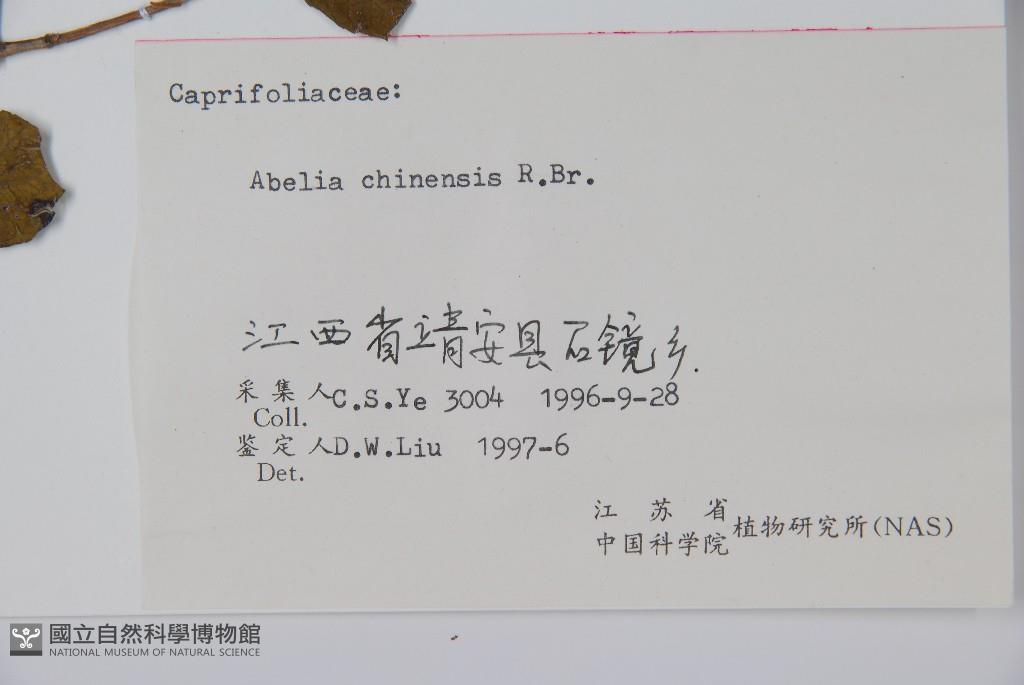 Caprifoliaceae:
Abelia chinensis R.Br.
江西省靖安县石镜乡.
采集人C.S.Ye 3004 1996-9-28
Coll.
鉴定人D.W.Liu 1997-6
Det.
江苏省
中国科学院植物研究所(NAS)
國立自然科學博物館
NATIONAL MUSEUM OF NATURAL SCIENCE